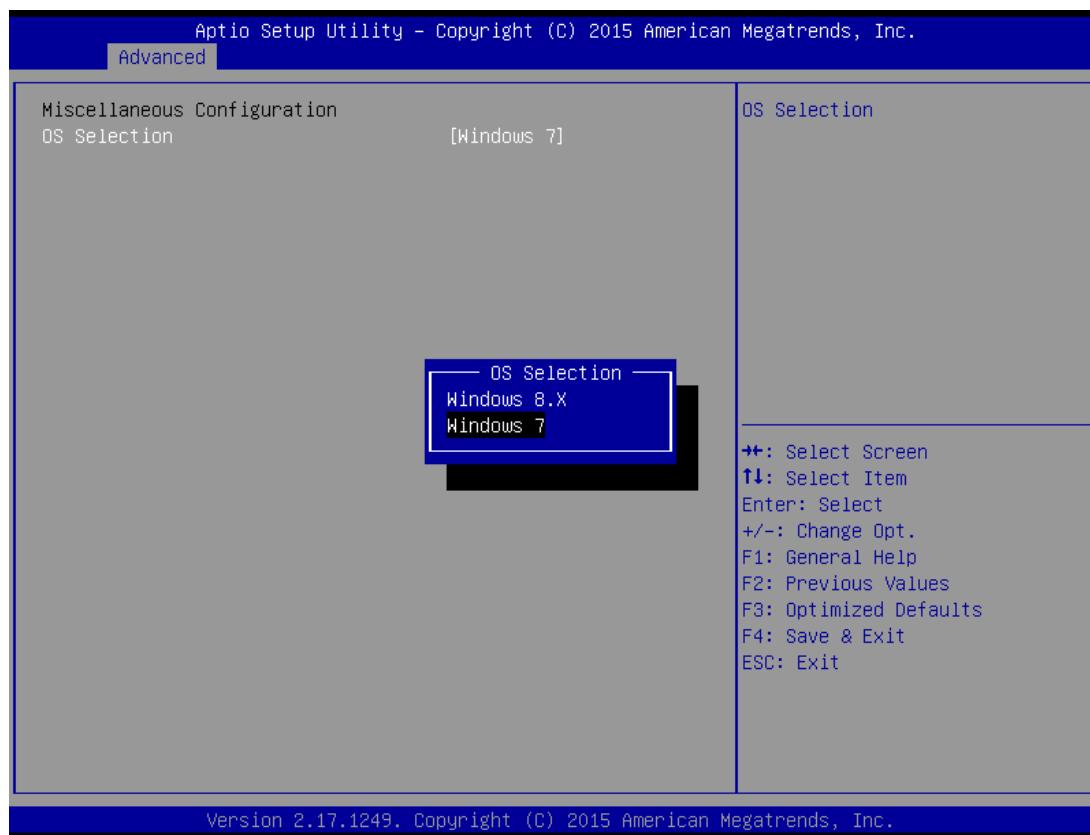 Aptio Setup Utility – Copyright (C) 2015 American Megatrends, Inc.
Advanced
Miscellaneous Configuration
OS Selection [Windows 7]
OS Selection
OS Selection
Windows 8.X
Windows 7
→←: Select Screen
↑↓: Select Item
Enter: Select
+/-: Change Opt.
F1: General Help
F2: Previous Values
F3: Optimized Defaults
F4: Save & Exit
ESC: Exit
Version 2.17.1249. Copyright (C) 2015 American Megatrends, Inc.